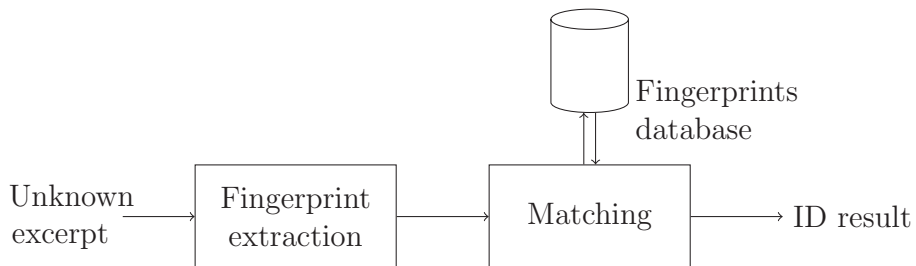 Fingerprints
database
Unknown
excerpt
Fingerprint
extraction
Matching
ID result